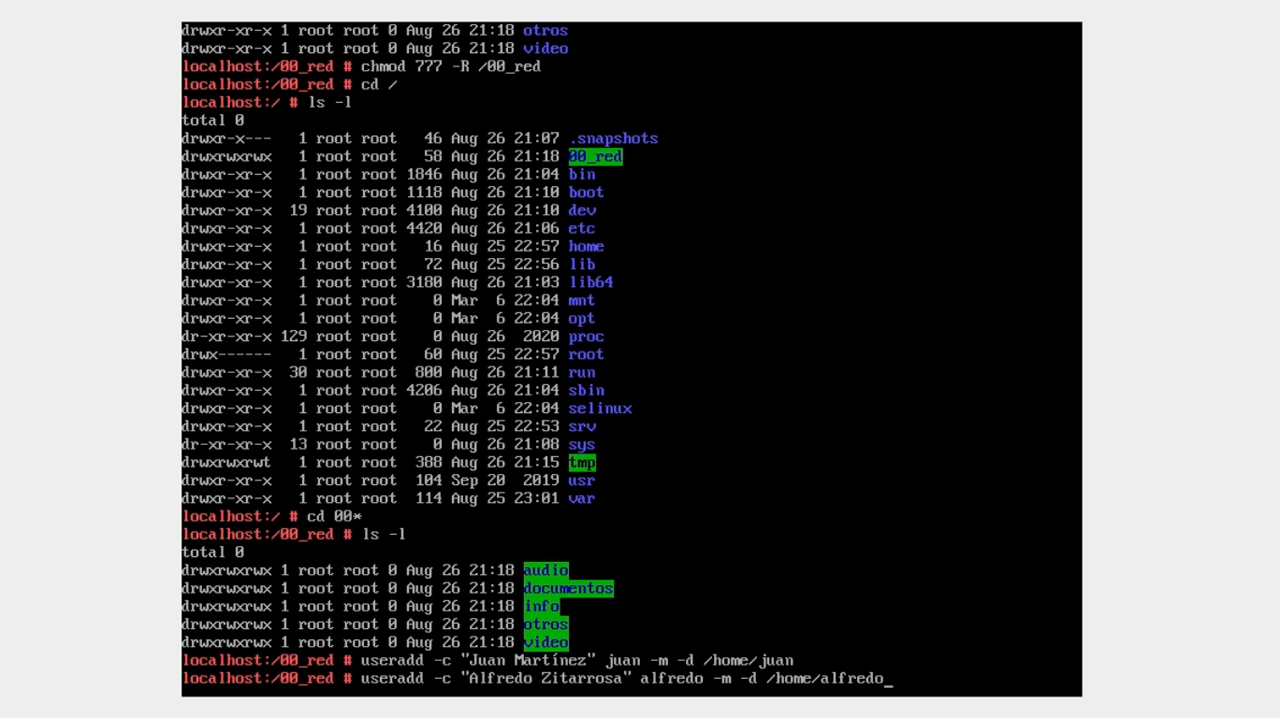 drwxr-xr-x 1 root root 0 Aug 26 21:18 otros
drwxr-xr-x 1 root root 0 Aug 26 21:18 video
localhost:/00_red # chmod 777 -R /00_red
localhost:/00_red # cd /
localhost:/ # ls -l
total 0
drwxr-x--- 1 root root 46 Aug 26 21:07 .snapshots
drwxrwxrwx 1 root root 58 Aug 26 21:18 00_red
drwxr-xr-x 1 root root 1846 Aug 26 21:04 bin
drwxr-xr-x 1 root root 1118 Aug 26 21:10 boot
drwxr-xr-x 19 root root 4100 Aug 26 21:10 dev
drwxr-xr-x 1 root root 4420 Aug 26 21:06 etc
drwxr-xr-x 1 root root 16 Aug 25 22:57 home
drwxr-xr-x 1 root root 72 Aug 25 22:56 lib
drwxr-xr-x 1 root root 3180 Aug 26 21:03 lib64
drwxr-xr-x 1 root root 0 Mar 6 22:04 mnt
drwxr-xr-x 1 root root 0 Mar 6 22:04 opt
dr-xr-xr-x 129 root root 0 Aug 26 2020 proc
drwx------ 1 root root 60 Aug 25 22:57 root
drwxr-xr-x 30 root root 800 Aug 26 21:11 run
drwxr-xr-x 1 root root 4206 Aug 26 21:04 sbin
drwxr-xr-x 1 root root 0 Mar 6 22:04 selinux
drwxr-xr-x 1 root root 22 Aug 25 22:53 srv
dr-xr-xr-x 13 root root 0 Aug 26 21:08 sys
drwxrwxrwt 1 root root 388 Aug 26 21:15 tmp
drwxr-xr-x 1 root root 104 Sep 20 2019 usr
drwxr-xr-x 1 root root 114 Aug 25 23:01 var
localhost:/ # cd 00*
localhost:/00_red # ls -l
total 0
drwxrwxrwx 1 root root 0 Aug 26 21:18 audio
drwxrwxrwx 1 root root 0 Aug 26 21:18 documentos
drwxrwxrwx 1 root root 0 Aug 26 21:18 info
drwxrwxrwx 1 root root 0 Aug 26 21:18 otros
drwxrwxrwx 1 root root 0 Aug 26 21:18 video
localhost:/00_red # useradd -c "Juan Martínez" juan -m -d /home/juan
localhost:/00_red # useradd -c "Alfredo Zitarrosa" alfredo -m -d /home/alfredo_